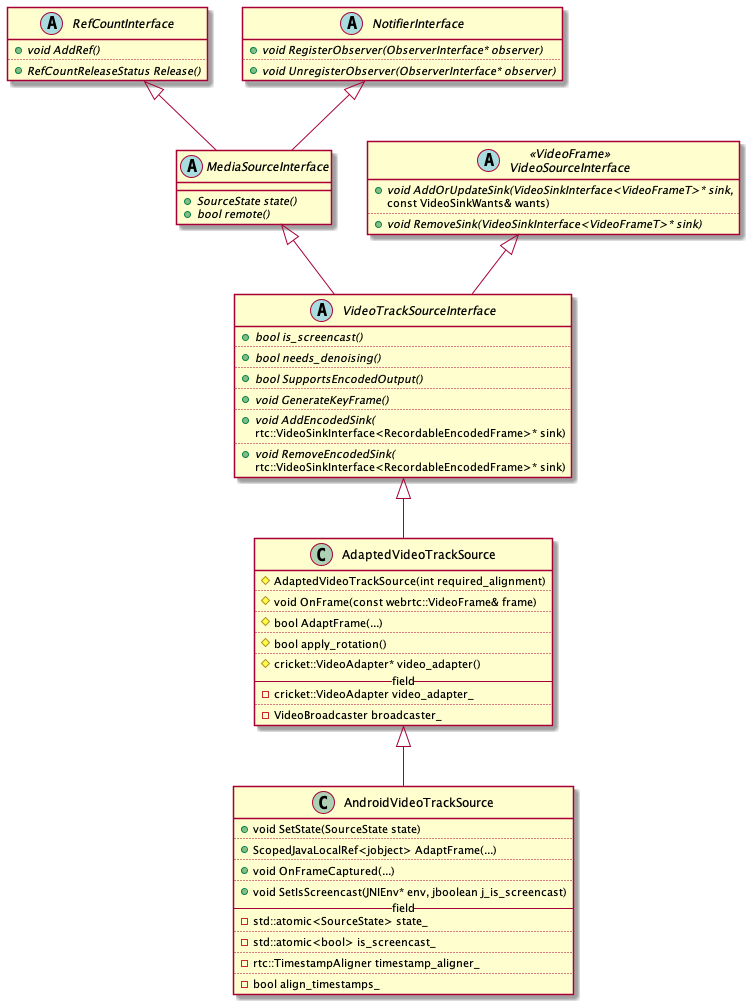 A RefCountInterface
void AddRef()
RefCountReleaseStatus Release()
A NotifierInterface
void RegisterObserver(ObserverInterface* observer)
void UnregisterObserver(ObserverInterface* observer)
A MediaSourceInterface
SourceState state()
bool remote()
A «VideoFrame»
VideoSourceInterface
void AddOrUpdateSink(VideoSinkInterface<VideoFrameT>* sink,
const VideoSinkWants& wants)
void RemoveSink(VideoSinkInterface<VideoFrameT>* sink)
A VideoTrackSourceInterface
bool is_screencast()
bool needs_denoising()
bool SupportsEncodedOutput()
void GenerateKeyFrame()
void AddEncodedSink(
rtc::VideoSinkInterface<RecordableEncodedFrame>* sink)
void RemoveEncodedSink(
rtc::VideoSinkInterface<RecordableEncodedFrame>* sink)
C AdaptedVideoTrackSource
AdaptedVideoTrackSource(int required_alignment)
void OnFrame(const webrtc::VideoFrame& frame)
bool AdaptFrame(...)
bool apply_rotation()
cricket::VideoAdapter* video_adapter()
field
cricket::VideoAdapter video_adapter_
VideoBroadcaster broadcaster_
C AndroidVideoTrackSource
void SetState(SourceState state)
ScopedJavaLocalRef<jobject> AdaptFrame(...)
void OnFrameCaptured(...)
void SetIsScreencast(JNIEnv* env, jboolean j_is_screencast)
field
std::atomic<SourceState> state_
std::atomic<bool> is_screencast_
rtc::TimestampAligner timestamp_aligner_
bool align_timestamps_